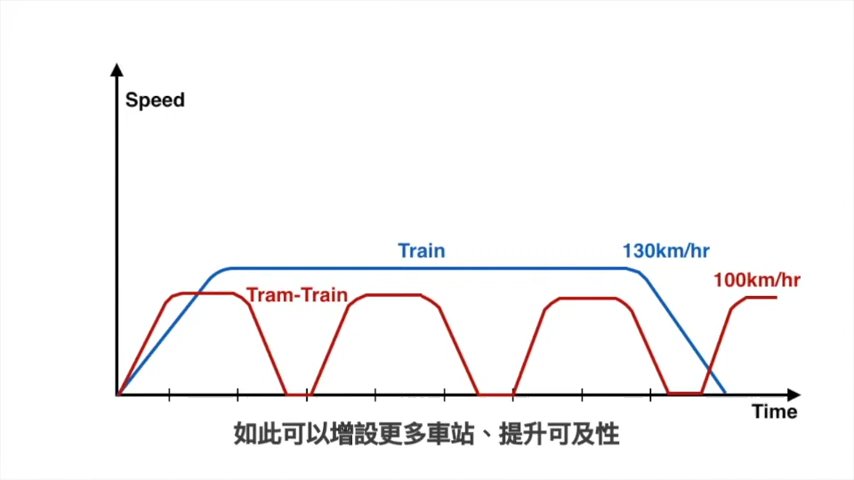 Speed
Train
130km/hr
100km/hr
Tram-Train
Time
如此可以增設更多車站、提升可及性